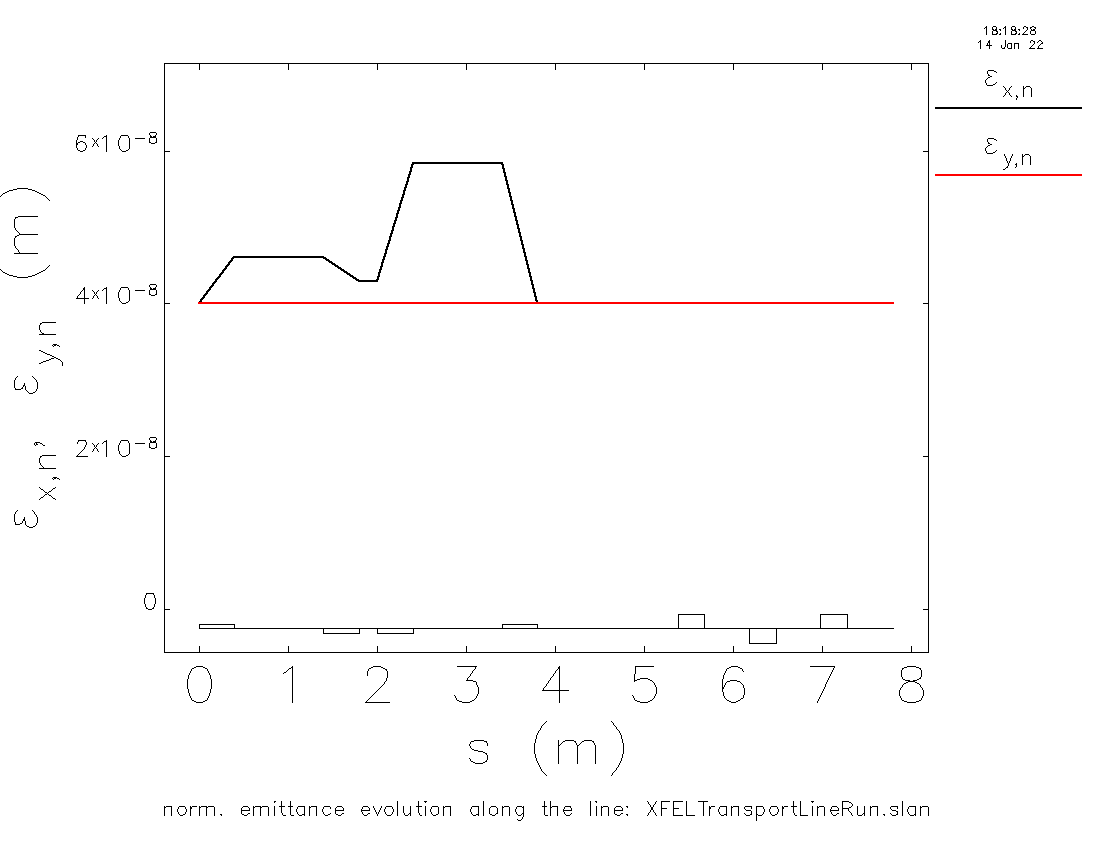 18:18:28
14 Jan 22
εx,n
εy,n
6×10⁻⁸
4×10⁻⁸
2×10⁻⁸
0
εx,n, εy,n (m)
0 1 2 3 4 5 6 7 8
s (m)
norm. emittance evolution along the line: XFELTransportLineRun.slan